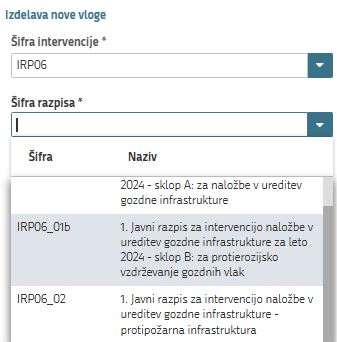 Izdelava nove vloge
Šifra intervencije *
IRP06
Šifra razpisa *
Šifra Naziv
2024 - sklop A: za naložbe v ureditev
gozdne infrastrukture
IRP06_01b 1. Javni razpis za intervencijo naložbe v
ureditev gozdne infrastrukture za leto
2024 - sklop B: za protierozijsko
vzdrževanje gozdnih vlak
IRP06_02 1. Javni razpis za intervencijo naložbe v
ureditev gozdne infrastrukture -
protipožarna infrastruktura